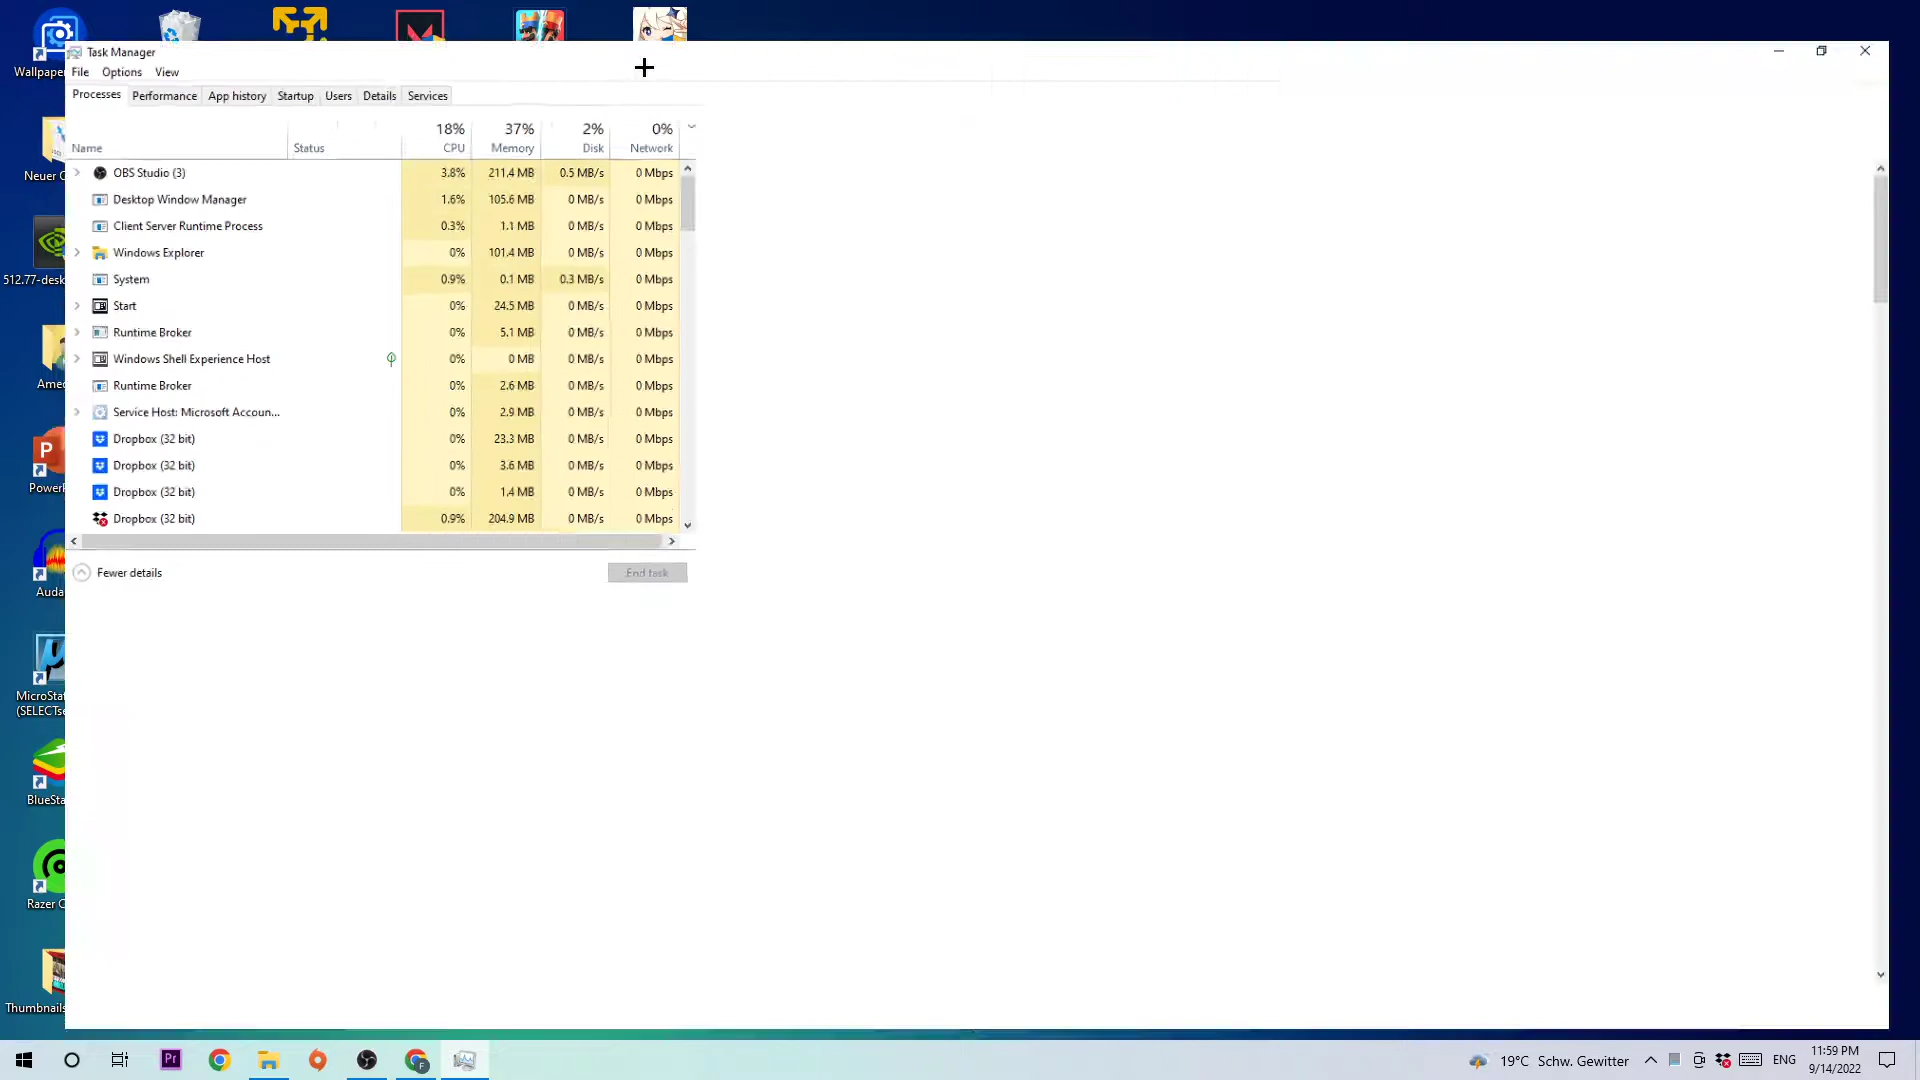 Wallpape
Task Manager
File Options View
Processes Performance App history Startup Users Details Services
18% 37% 2% 0%
Name Status CPU Memory Disk Network
OBS Studio (3) 3.8% 211.4 MB 0.5 MB/s 0 Mbps
Desktop Window Manager 1.6% 105.6 MB 0 MB/s 0 Mbps
Client Server Runtime Process 0.3% 1.1 MB 0 MB/s 0 Mbps
Windows Explorer 0% 101.4 MB 0 MB/s 0 Mbps
System 0.9% 0.1 MB 0.3 MB/s 0 Mbps
Start 0% 24.5 MB 0 MB/s 0 Mbps
Runtime Broker 0% 5.1 MB 0 MB/s 0 Mbps
Windows Shell Experience Host 0% 0 MB 0 MB/s 0 Mbps
Runtime Broker 0% 2.6 MB 0 MB/s 0 Mbps
Service Host: Microsoft Accoun... 0% 2.9 MB 0 MB/s 0 Mbps
Dropbox (32 bit) 0% 23.3 MB 0 MB/s 0 Mbps
Dropbox (32 bit) 0% 3.6 MB 0 MB/s 0 Mbps
Dropbox (32 bit) 0% 1.4 MB 0 MB/s 0 Mbps
Dropbox (32 bit) 0.9% 204.9 MB 0 MB/s 0 Mbps
Fewer details End task
Neuer
512.77-desk
Ame
P
Power
Auda
MicroSta
(SELECTse
BlueSta
Razer
Thumbnails
Pr
F
19°C Schw. Gewitter
ENG
11:59 PM
9/14/2022